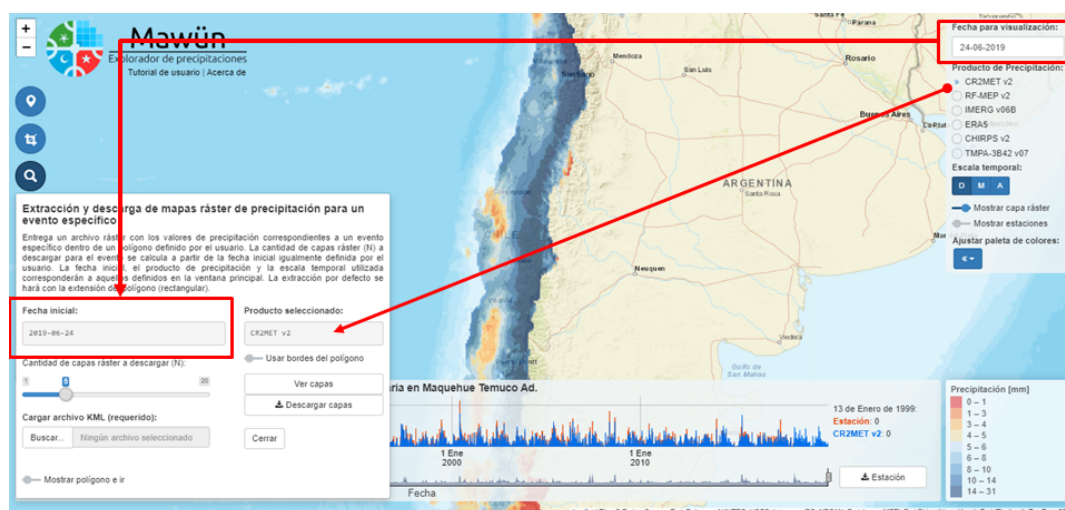 +
−
Mawün
Explorador de precipitaciones
Tutorial de usuario | Acerca de
Santa Fe
Parana
Mendoza
San Luis
Rosario
Santiago
Buenos Aires
La Plat
ARGENTINA
Santa Rosa
Neuquen
Viedma
Golfo de
San Matias
Fecha para visualización:
24-06-2019
Producto de Precipitación:
CR2MET v2
RF-MEP v2
IMERG v06B
ERA5
CHIRPS v2
TMPA-3B42 v07
Escala temporal:
D M A
Mostrar capa ráster
Mostrar estaciones
Ajustar paleta de colores:
Extracción y descarga de mapas ráster de precipitación para un
evento específico
Entrega un archivo ráster con los valores de precipitación correspondientes a un evento
específico dentro de un polígono definido por el usuario. La cantidad de capas ráster (N) a
descargar para el evento se calcula a partir de la fecha inicial igualmente definida por el
usuario. La fecha inicial, el producto de precipitación y la escala temporal utilizada
corresponderán a aquellos definidos en la ventana principal. La extracción por defecto se
hará con la extensión del polígono (rectangular).
Fecha inicial:
2019-06-24
Producto seleccionado:
CR2MET v2
Usar bordes del polígono
Cantidad de capas ráster a descargar (N):
1 5 20
Ver capas
Descargar capas
Cargar archivo KML (requerido):
Buscar... Ningún archivo seleccionado
Cerrar
Mostrar polígono e ir
ria en Maquehue Temuco Ad.
13 de Enero de 1999:
Estación: 0
CR2MET v2: 0
1 Ene
2000
1 Ene
2010
Fecha
Estación
Precipitación [mm]
0 – 1
1 – 3
3 – 4
4 – 5
5 – 6
6 – 8
8 – 10
10 – 14
14 – 31